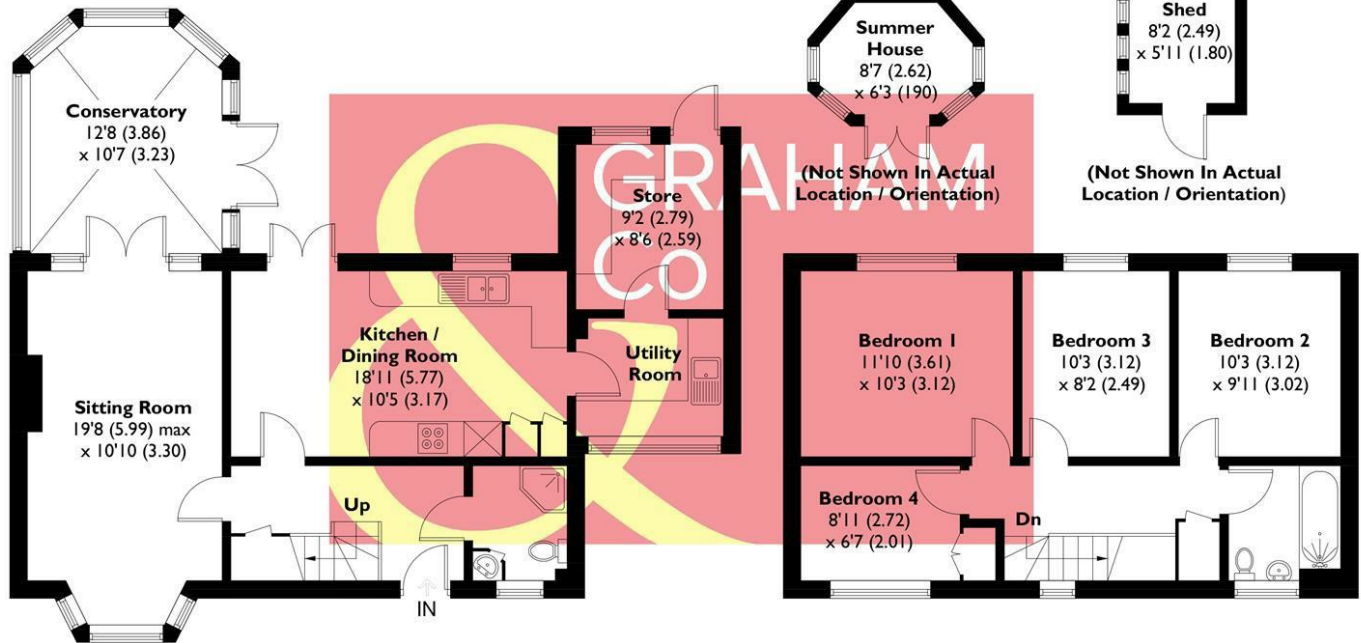 Conservatory
12'8 (3.86)
x 10'7 (3.23)
Summer
House
8'7 (2.62)
x 6'3 (190)
(Not Shown In Actual
Location / Orientation)
Shed
8'2 (2.49)
x 5'11 (1.80)
(Not Shown In Actual
Location / Orientation)
GRAHAM
&
Co
Store
9'2 (2.79)
x 8'6 (2.59)
Kitchen /
Dining Room
18'11 (5.77)
x 10'5 (3.17)
Utility
Room
Sitting Room
19'8 (5.99) max
x 10'10 (3.30)
Up
IN
Bedroom 1
11'10 (3.61)
x 10'3 (3.12)
Bedroom 3
10'3 (3.12)
x 8'2 (2.49)
Bedroom 2
10'3 (3.12)
x 9'11 (3.02)
Bedroom 4
8'11 (2.72)
x 6'7 (2.01)
Dn